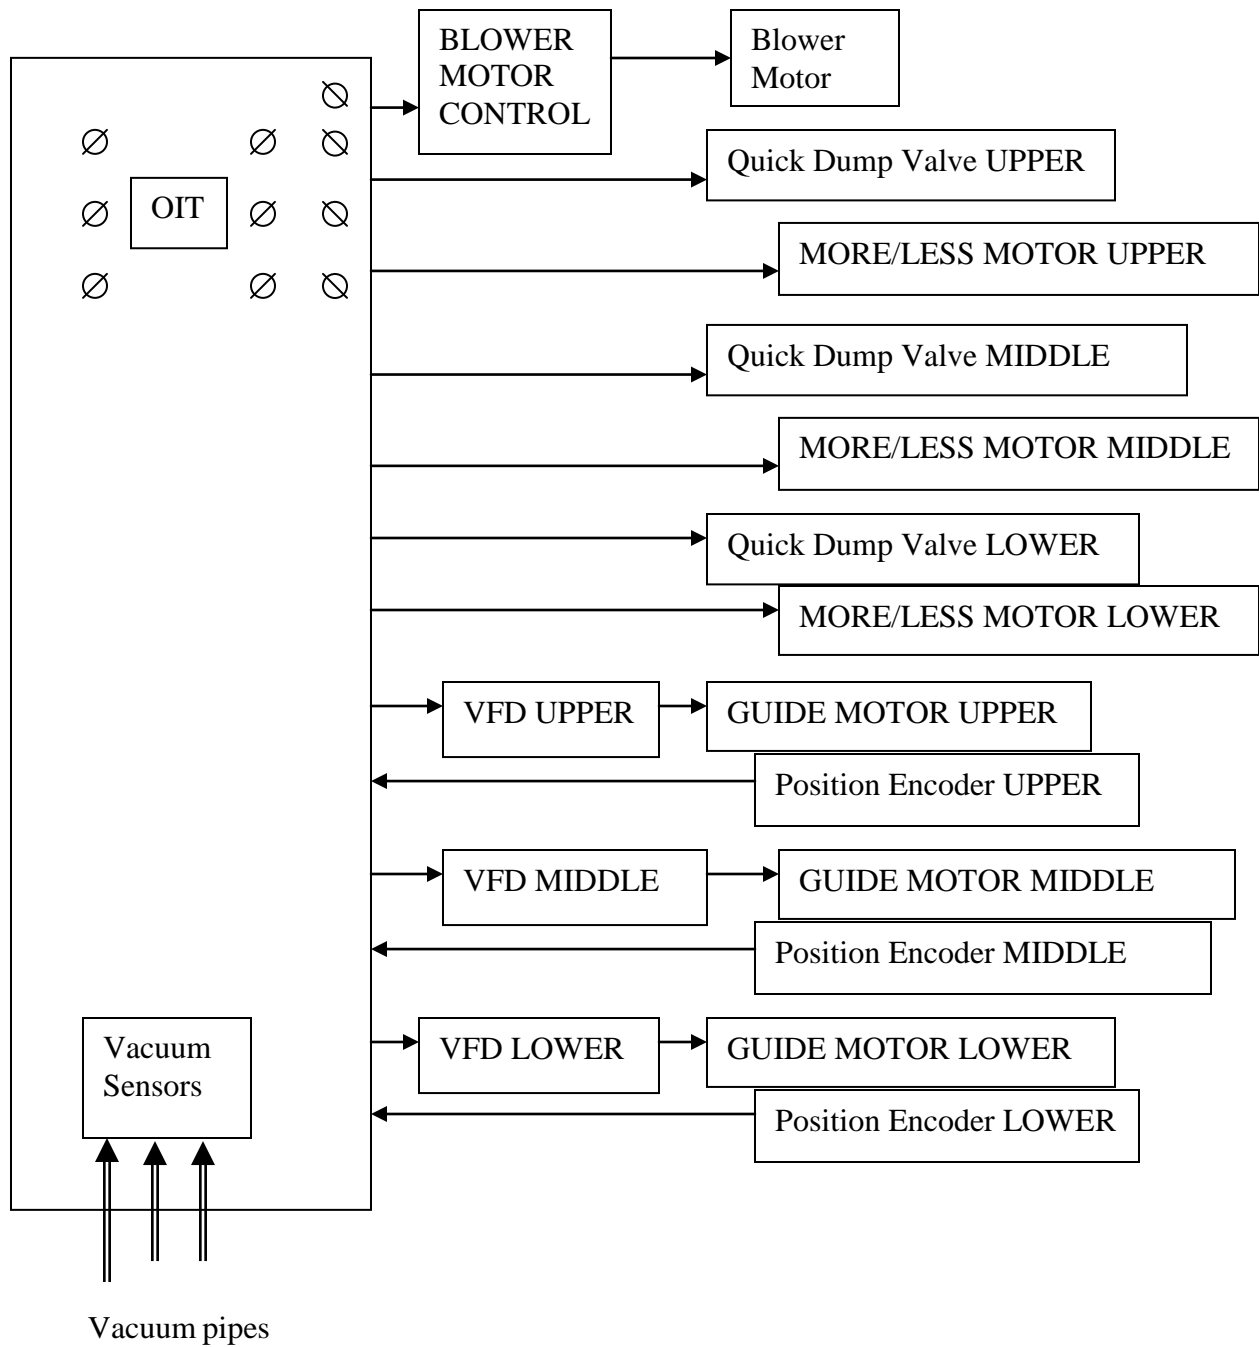 BLOWER
MOTOR
CONTROL
Blower
Motor
Quick Dump Valve UPPER
OIT
MORE/LESS MOTOR UPPER
Quick Dump Valve MIDDLE
MORE/LESS MOTOR MIDDLE
Quick Dump Valve LOWER
MORE/LESS MOTOR LOWER
VFD UPPER
GUIDE MOTOR UPPER
Position Encoder UPPER
VFD MIDDLE
GUIDE MOTOR MIDDLE
Position Encoder MIDDLE
Vacuum
Sensors
VFD LOWER
GUIDE MOTOR LOWER
Position Encoder LOWER
Vacuum pipes